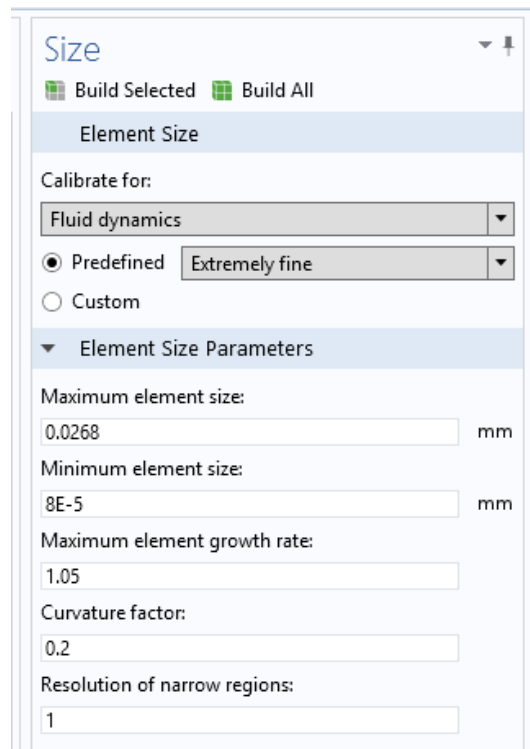 Size
Build Selected Build All
Element Size
Calibrate for:
Fluid dynamics
Predefined Extremely fine
Custom
Element Size Parameters
Maximum element size:
0.0268 mm
Minimum element size:
8E-5 mm
Maximum element growth rate:
1.05
Curvature factor:
0.2
Resolution of narrow regions:
1